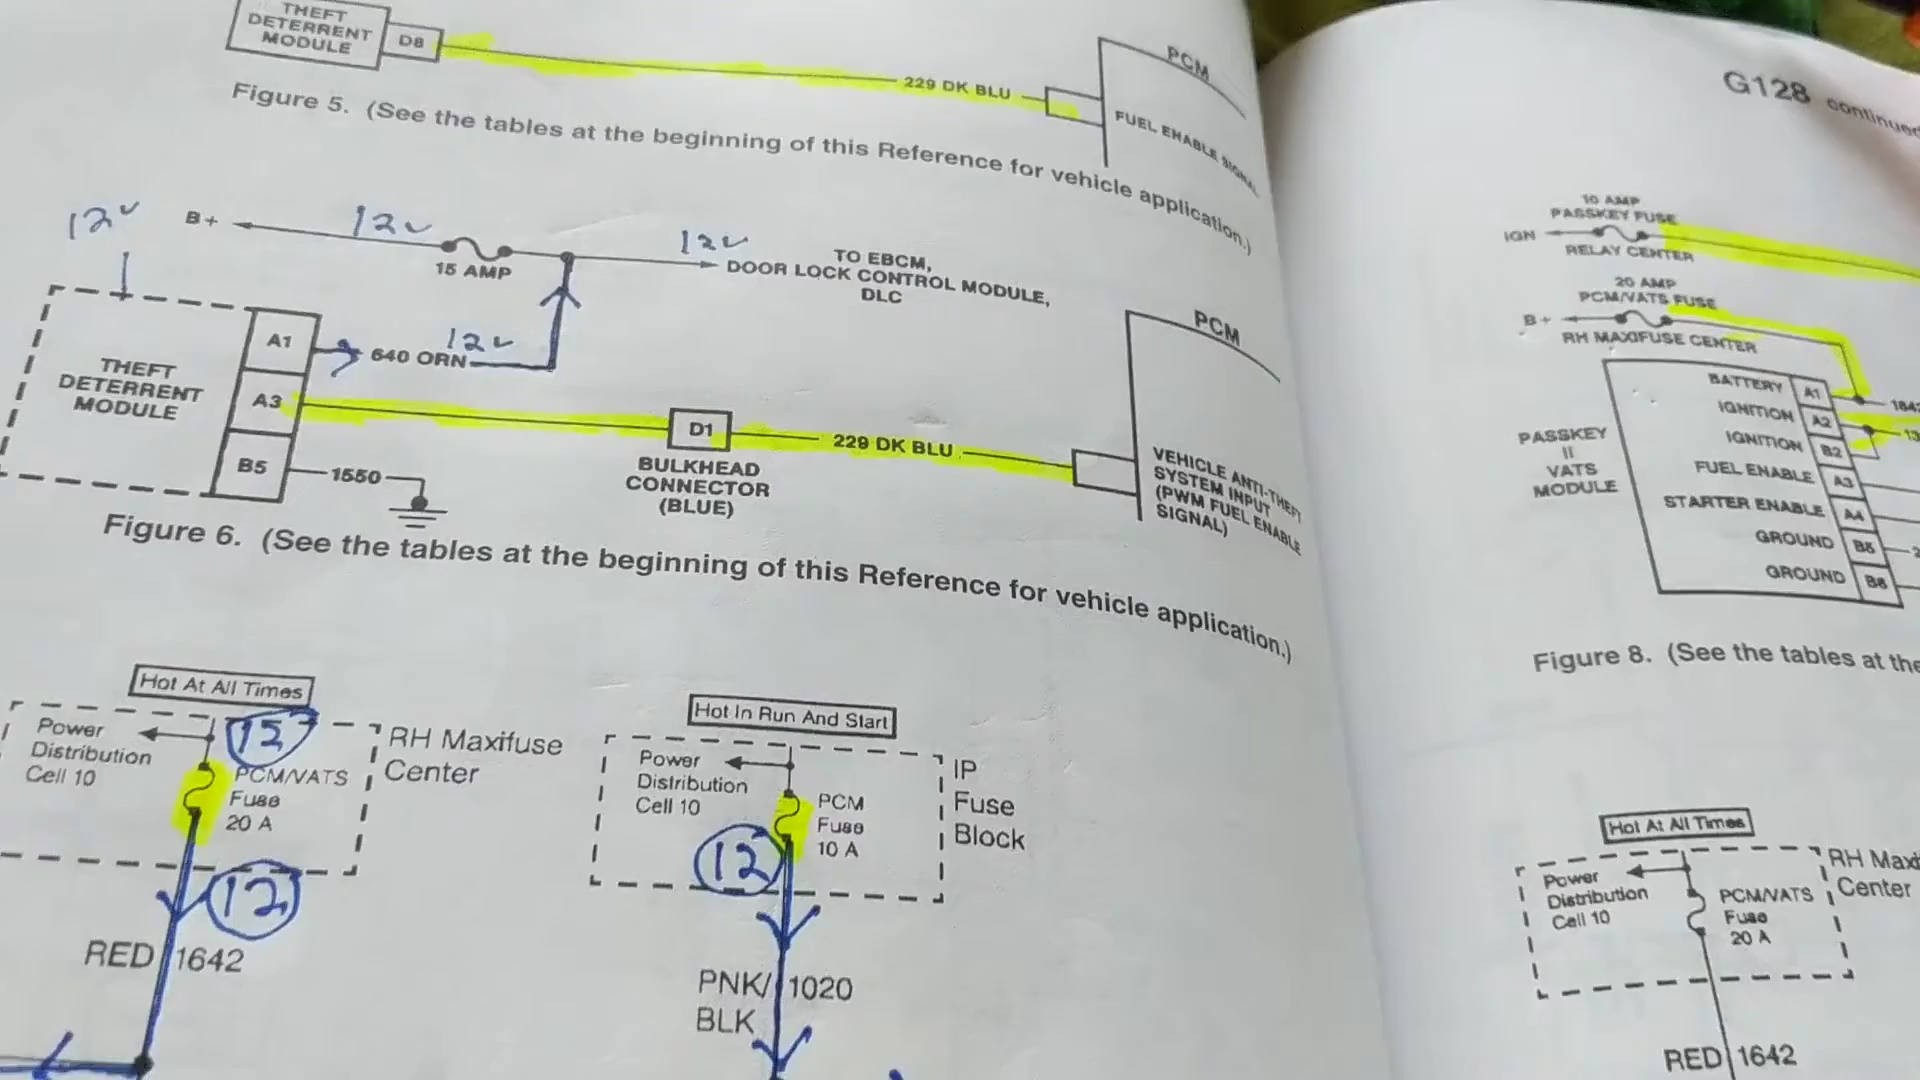 THEFT
DETERRENT
MODULE
D8
229 DK BLU
PCM
FUEL ENABLE SIGNAL
Figure 5. (See the tables at the beginning of this Reference for vehicle application.)
12v
B+
12v
15 AMP
12v
TO EBCM,
DOOR LOCK CONTROL MODULE,
DLC
THEFT
DETERRENT
MODULE
A1
640 ORN
12v
A3
D1
BULKHEAD
CONNECTOR
(BLUE)
229 DK BLU
PCM
VEHICLE ANTI-THEFT
SYSTEM INPUT
(PWM FUEL ENABLE
SIGNAL)
B5
1550
Figure 6. (See the tables at the beginning of this Reference for vehicle application.)
Hot At All Times
Power
Distribution
Cell 10
PCM/VATS
Fuse
20 A
RH Maxifuse
Center
12
RED 1642
Hot In Run And Start
Power
Distribution
Cell 10
PCM
Fuse
10 A
IP
Fuse
Block
12
PNK/ 1020
BLK
G128 continued
10 AMP
PASSKEY FUSE
IGN
RELAY CENTER
20 AMP
PCM/VATS FUSE
B+
RH MAXIFUSE CENTER
PASSKEY
II
VATS
MODULE
BATTERY A1
IGNITION A2
IGNITION B2
FUEL ENABLE A3
STARTER ENABLE A4
GROUND B5
GROUND B6
Figure 8. (See the tables at the
Hot At All Times
Power
Distribution
Cell 10
PCM/VATS
Fuse
20 A
RH Maxi
Center
RED 1642